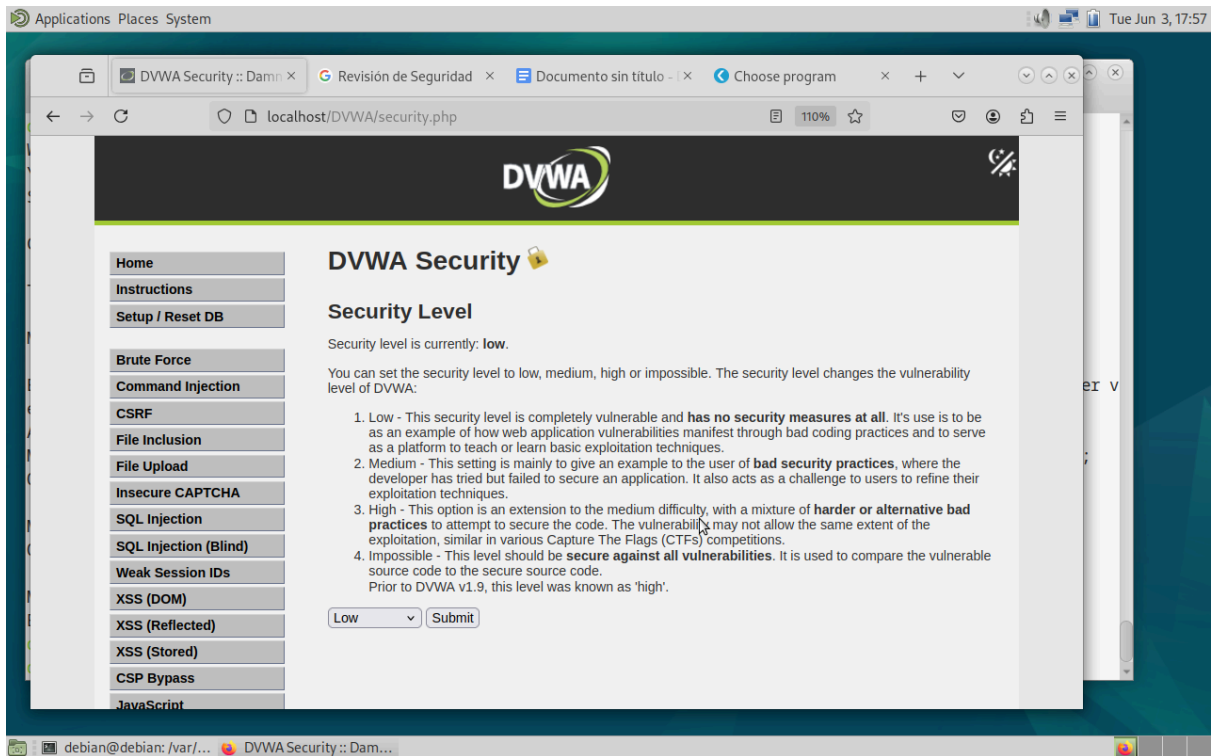 Applications Places System
Tue Jun 3, 17:57
DVWA Security :: Damn
Revisión de Seguridad
Documento sin título -
Choose program
localhost/DVWA/security.php
110%
DVWA
Home
Instructions
Setup / Reset DB
Brute Force
Command Injection
CSRF
File Inclusion
File Upload
Insecure CAPTCHA
SQL Injection
SQL Injection (Blind)
Weak Session IDs
XSS (DOM)
XSS (Reflected)
XSS (Stored)
CSP Bypass
JavaScript
DVWA Security
Security Level
Security level is currently: low.
You can set the security level to low, medium, high or impossible. The security level changes the vulnerability
level of DVWA:
1. Low - This security level is completely vulnerable and has no security measures at all. It's use is to be
as an example of how web application vulnerabilities manifest through bad coding practices and to serve
as a platform to teach or learn basic exploitation techniques.
2. Medium - This setting is mainly to give an example to the user of bad security practices, where the
developer has tried but failed to secure an application. It also acts as a challenge to users to refine their
exploitation techniques.
3. High - This option is an extension to the medium difficulty, with a mixture of harder or alternative bad
practices to attempt to secure the code. The vulnerability may not allow the same extent of the
exploitation, similar in various Capture The Flags (CTFs) competitions.
4. Impossible - This level should be secure against all vulnerabilities. It is used to compare the vulnerable
source code to the secure source code.
Prior to DVWA v1.9, this level was known as 'high'.
Low
Submit
er v
;
debian@debian: /var/...
DVWA Security :: Dam...